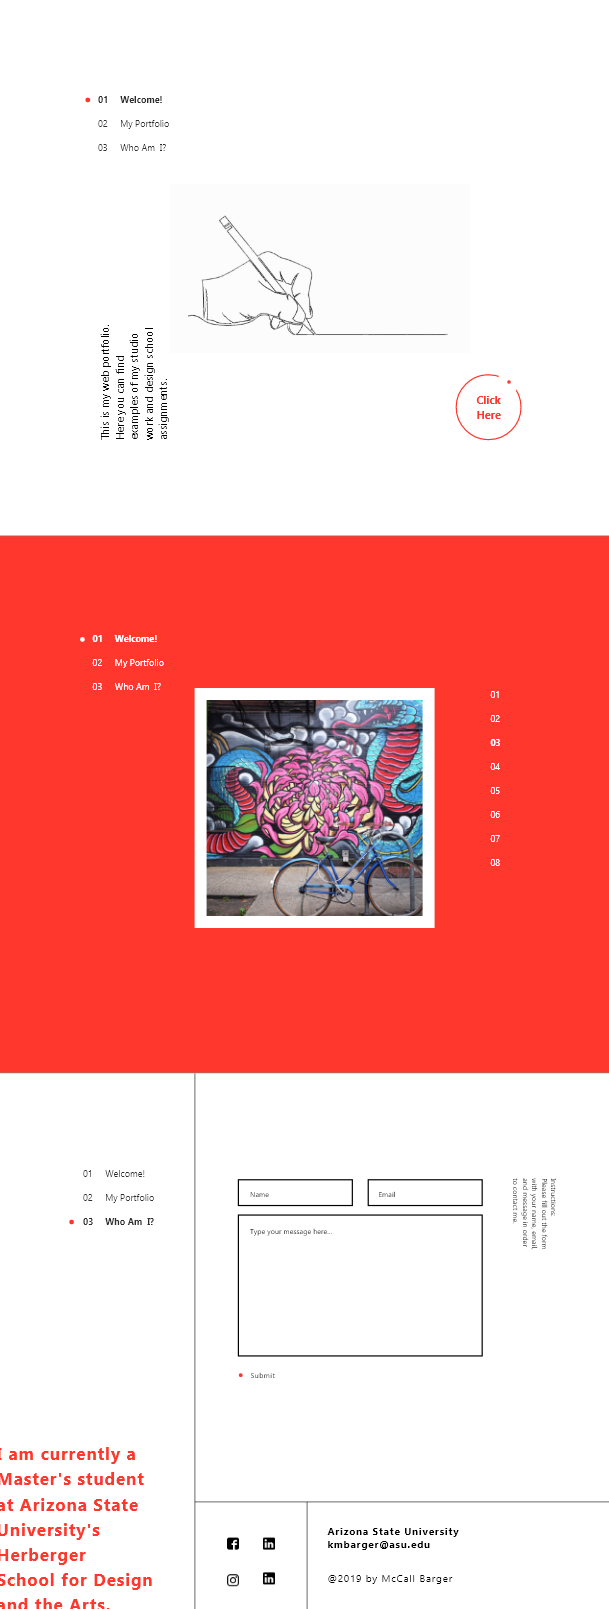 01 Welcome!
02 My Portfolio
03 Who Am I?
This is my web portfolio.
Here you can find
examples of my studio
work and design school
assignments.
Click
Here
01 Welcome!
02 My Portfolio
03 Who Am I?
01
02
03
04
05
06
07
08
01 Welcome!
02 My Portfolio
03 Who Am I?
Name
Email
Type your message here...
Submit
Instructions:
Please fill out the form
with your name, email,
and message in order
to contact me.
I am currently a
Master's student
at Arizona State
University's
Herberger
School for Design
and the Arts.
Arizona State University
kmbarger@asu.edu
@2019 by McCall Barger